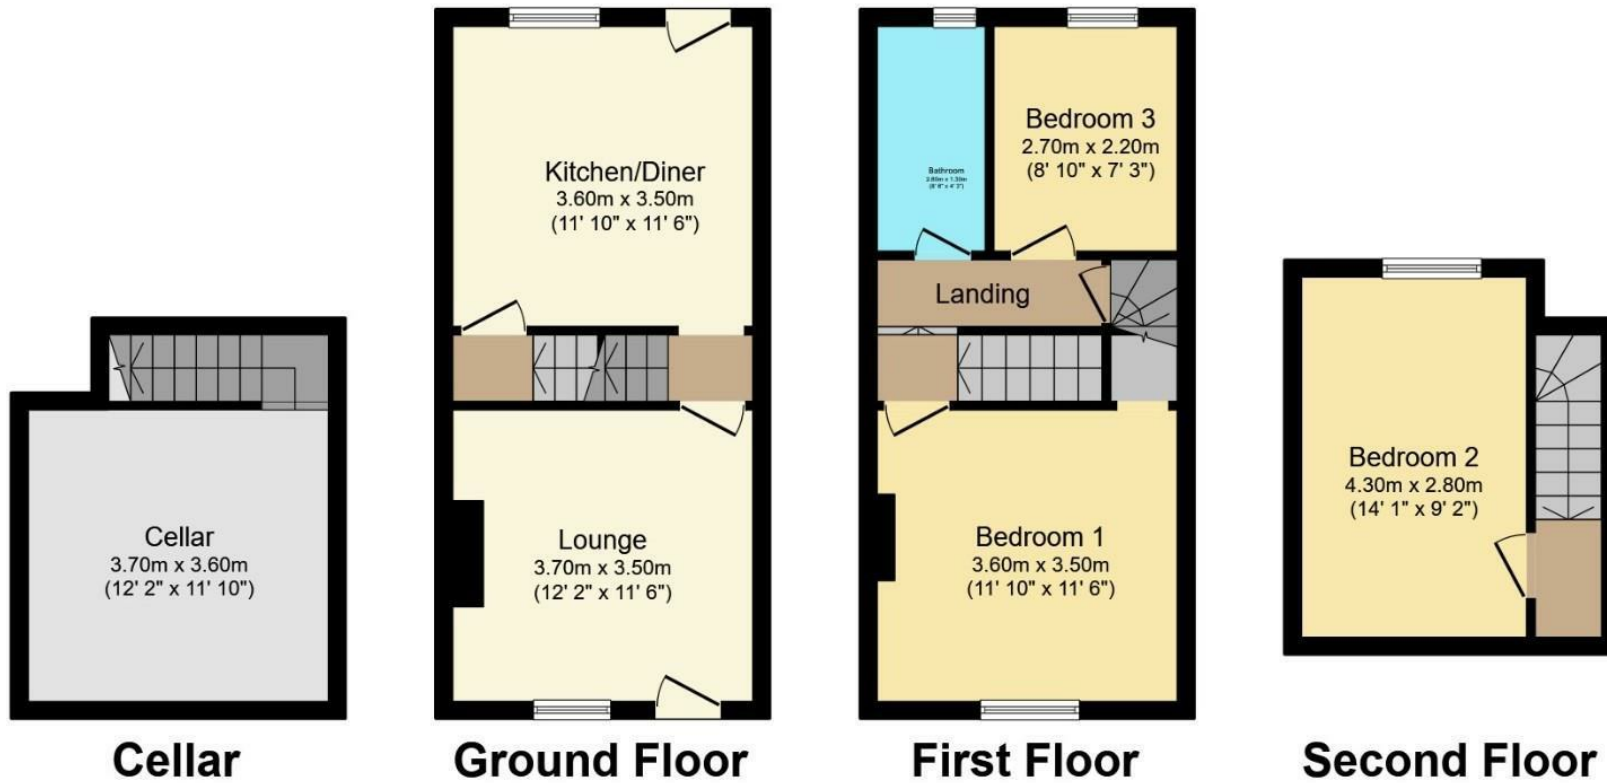 Cellar
3.70m x 3.60m
(12' 2" x 11' 10")
Cellar
Kitchen/Diner
3.60m x 3.50m
(11' 10" x 11' 6")
Lounge
3.70m x 3.50m
(12' 2" x 11' 6")
Ground Floor
Bathroom
Bedroom 3
2.70m x 2.20m
(8' 10" x 7' 3")
Landing
Bedroom 1
3.60m x 3.50m
(11' 10" x 11' 6")
First Floor
Bedroom 2
4.30m x 2.80m
(14' 1" x 9' 2")
Second Floor